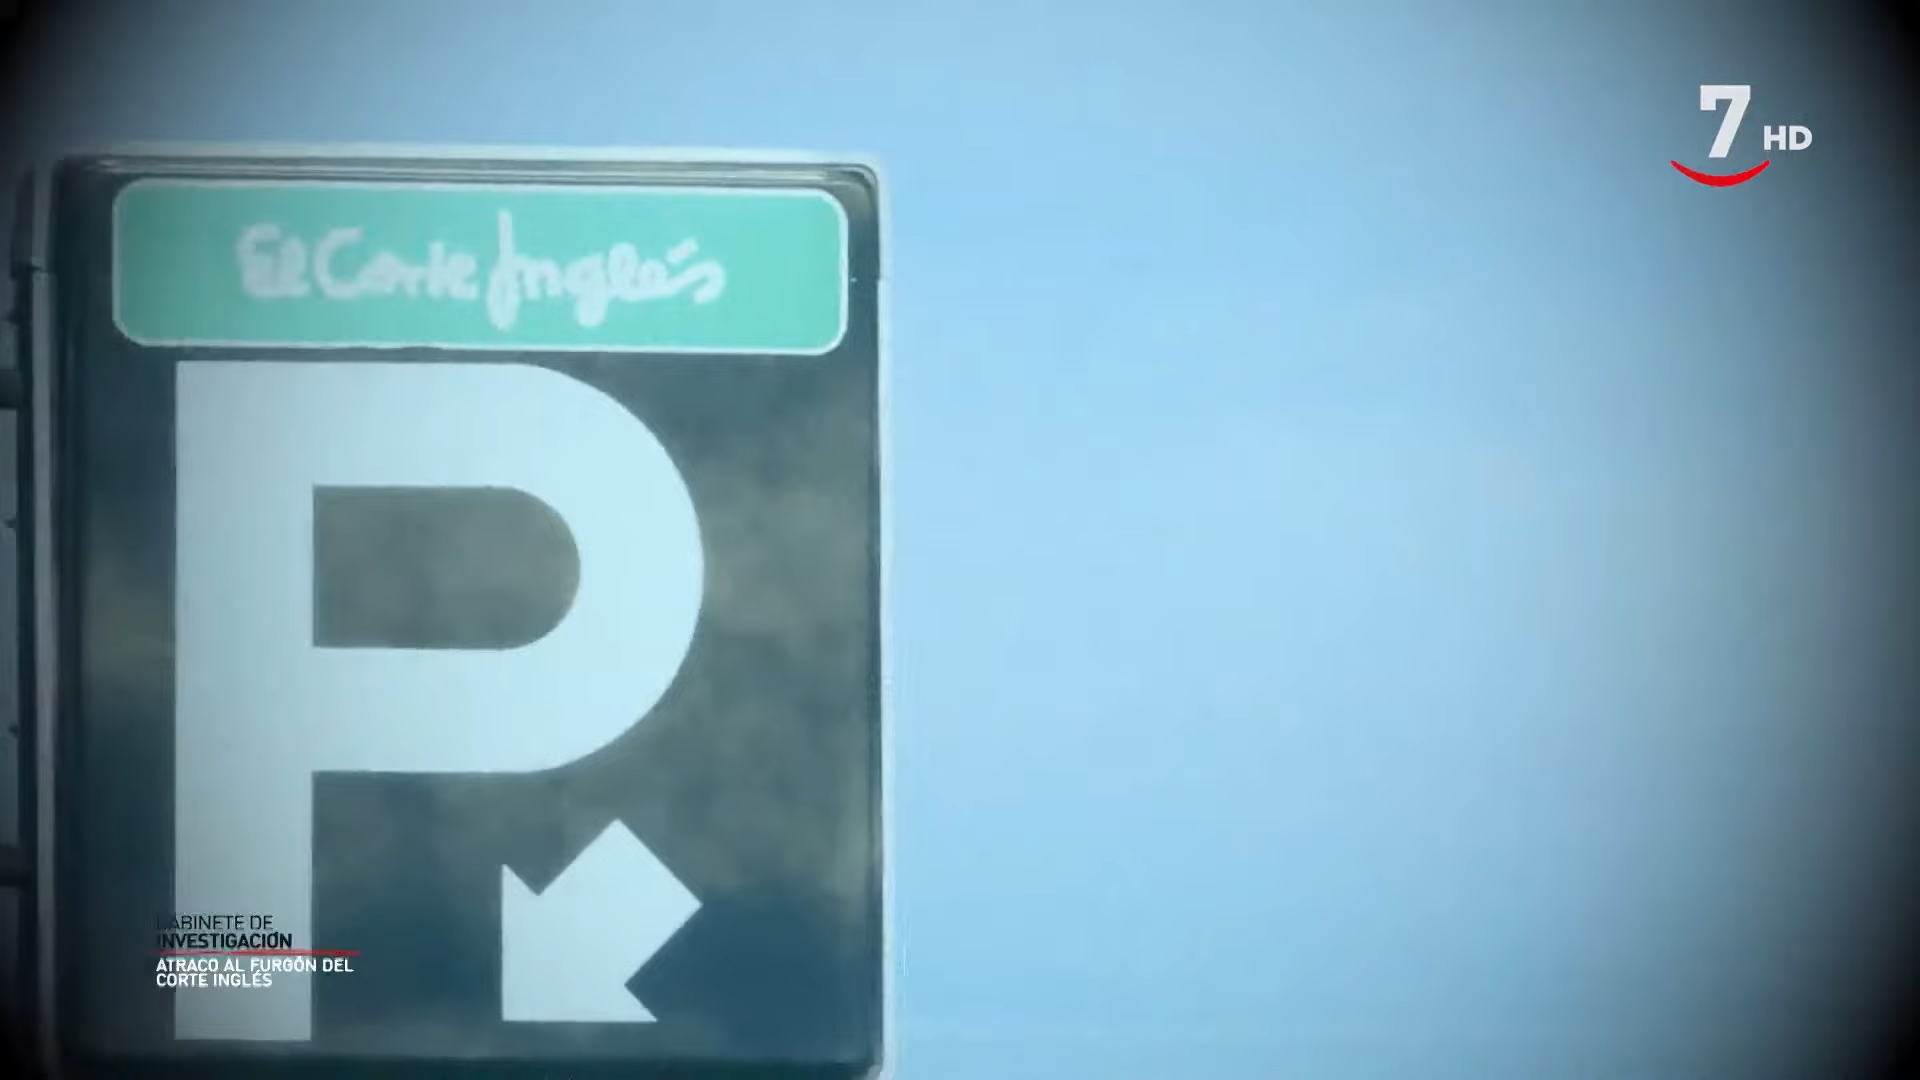 7 HD
El Corte Inglés
P
GABINETE DE
INVESTIGACIÓN
ATRACO AL FURGÓN DEL
CORTE INGLÉS